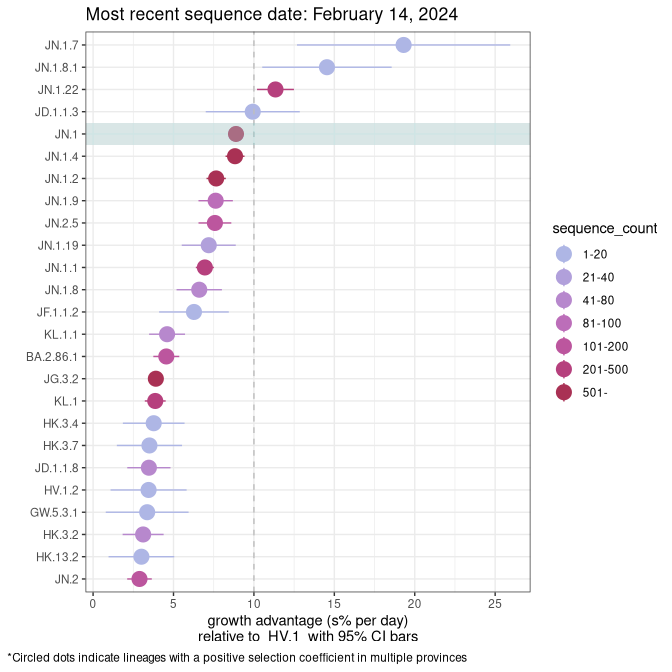 Most recent sequence date: February 14, 2024
JN.1.7
JN.1.8.1
JN.1.22
JD.1.1.3
JN.1
JN.1.4
JN.1.2
JN.1.9
JN.2.5
JN.1.19
JN.1.1
JN.1.8
JF.1.1.2
KL.1.1
BA.2.86.1
JG.3.2
KL.1
HK.3.4
HK.3.7
JD.1.1.8
HV.1.2
GW.5.3.1
HK.3.2
HK.13.2
JN.2
0 5 10 15 20 25
growth advantage (s% per day)
relative to HV.1 with 95% CI bars
sequence_count
1-20
21-40
41-80
81-100
101-200
201-500
501-
*Circled dots indicate lineages with a positive selection coefficient in multiple provinces